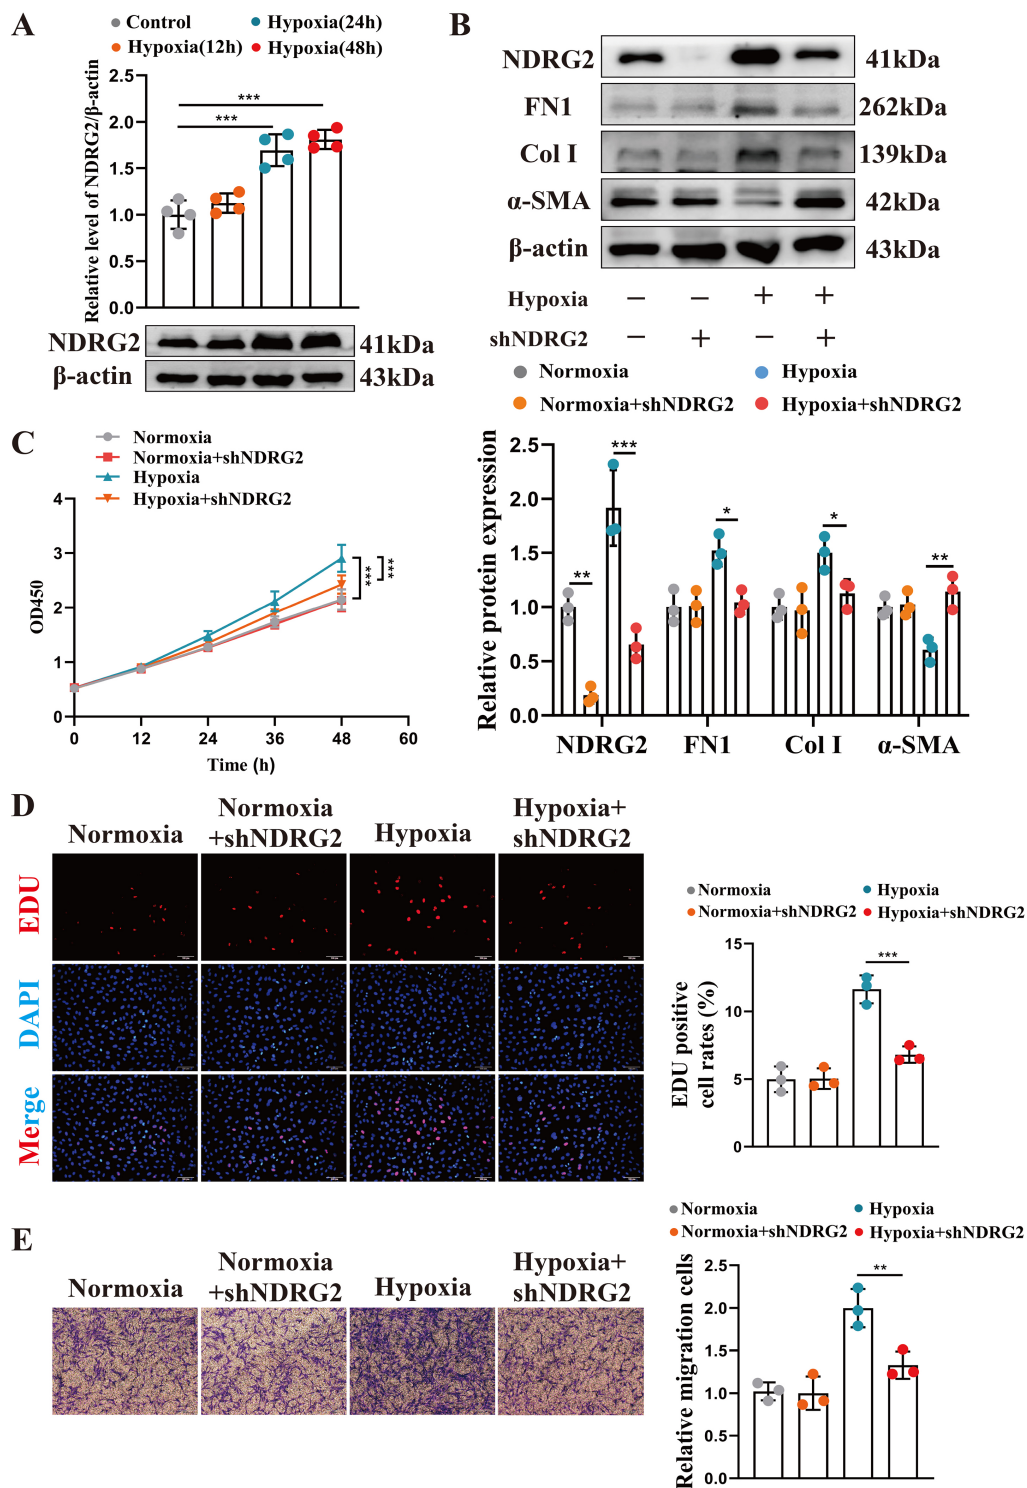 A
Control
Hypoxia(24h)
Hypoxia(12h)
Hypoxia(48h)
Relative level of NDRG2/β-actin
2.5
2.0
1.5
1.0
0.5
0.0
***
***
NDRG2
41kDa
β-actin
43kDa
B
NDRG2
41kDa
FN1
262kDa
Col I
139kDa
α-SMA
42kDa
β-actin
43kDa
Hypoxia
− − + +
shNDRG2
− + − +
Normoxia
Hypoxia
Normoxia+shNDRG2
Hypoxia+shNDRG2
Relative protein expression
2.5
2.0
1.5
1.0
0.5
0.0
**
***
*
*
**
NDRG2
FN1
Col I
α-SMA
C
Normoxia
Normoxia+shNDRG2
Hypoxia
Hypoxia+shNDRG2
OD450
4
3
2
1
0
***
***
0 12 24 36 48 60
Time (h)
D
Normoxia
Normoxia
+shNDRG2
Hypoxia
Hypoxia+
shNDRG2
EDU
DAPI
Merge
Normoxia
Hypoxia
Normoxia+shNDRG2
Hypoxia+shNDRG2
EDU positive
cell rates (%)
15
10
5
0
***
E
Normoxia
Normoxia
+shNDRG2
Hypoxia
Hypoxia+
shNDRG2
Normoxia
Hypoxia
Normoxia+shNDRG2
Hypoxia+shNDRG2
Relative migration cells
2.5
2.0
1.5
1.0
0.5
0.0
**